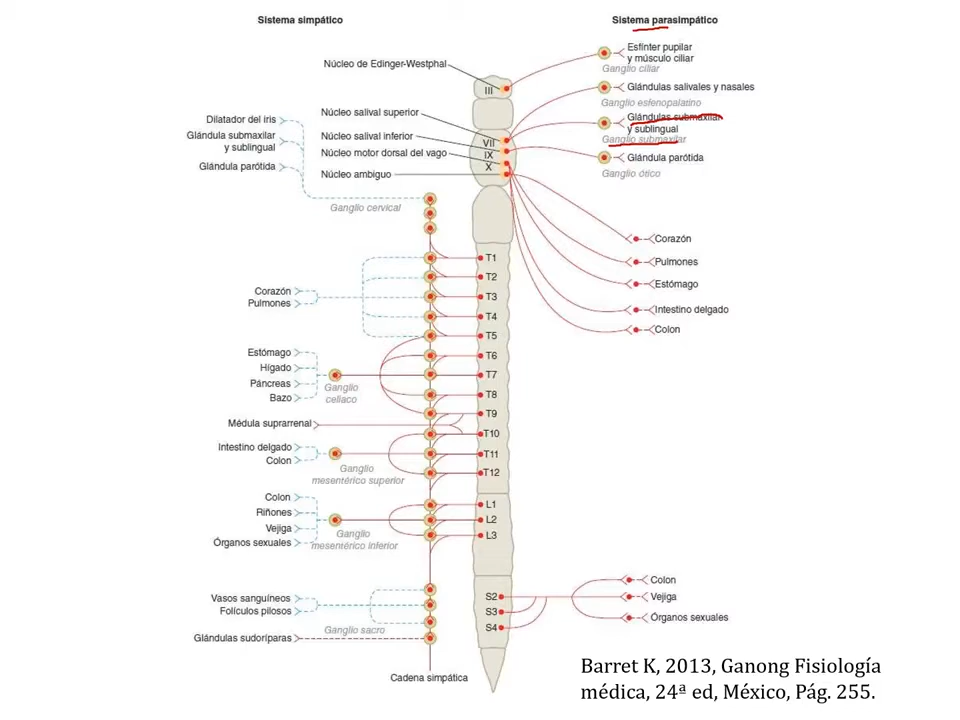 Sistema simpático
Sistema parasimpático
Núcleo de Edinger-Westphal
III
Esfínter pupilar
y músculo ciliar
Ganglio ciliar
Glándulas salivales y nasales
Ganglio esfenopalatino
Núcleo salival superior
Glándulas submaxilar
y sublingual
Ganglio submaxilar
Dilatador del iris
Glándula submaxilar
y sublingual
Glándula parótida
Núcleo salival inferior
VII
Núcleo motor dorsal del vago
IX
X
Núcleo ambiguo
Glándula parótida
Ganglio ótico
Ganglio cervical
Corazón
Pulmones
Estómago
Intestino delgado
Colon
T1
T2
T3
T4
T5
T6
T7
T8
T9
T10
T11
T12
Corazón
Pulmones
Estómago
Hígado
Páncreas
Bazo
Ganglio
celiaco
Médula suprarrenal
Intestino delgado
Colon
Ganglio
mesentérico superior
Colon
Riñones
Vejiga
Órganos sexuales
Ganglio
mesentérico inferior
L1
L2
L3
Vasos sanguíneos
Folículos pilosos
Glándulas sudoríparas
Ganglio sacro
S2
S3
S4
Colon
Vejiga
Órganos sexuales
Cadena simpática
Barret K, 2013, Ganong Fisiología
médica, 24ª ed, México, Pág. 255.